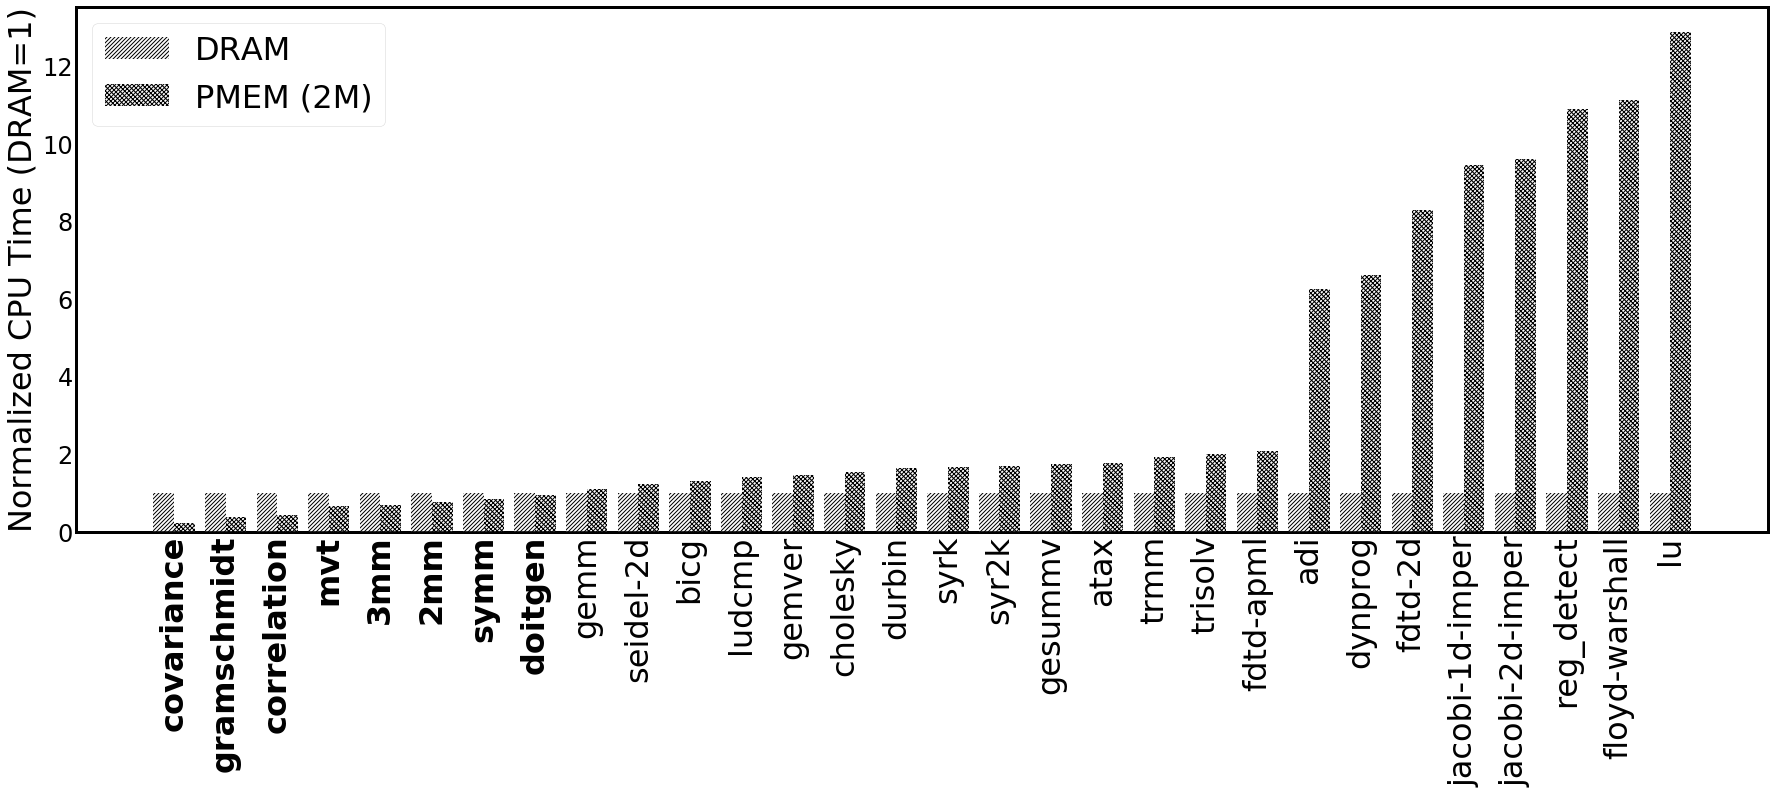 Normalized CPU Time (DRAM=1)
12
10
8
6
4
2
0
DRAM
PMEM (2M)
covariance
gramschmidt
correlation
mvt
3mm
2mm
symm
doitgen
gemm
seidel-2d
bicg
ludcmp
gemver
cholesky
durbin
syrk
syr2k
gesummv
atax
trmm
trisolv
fdtd-apml
adi
dynprog
fdtd-2d
jacobi-1d-imper
jacobi-2d-imper
reg_detect
floyd-warshall
lu